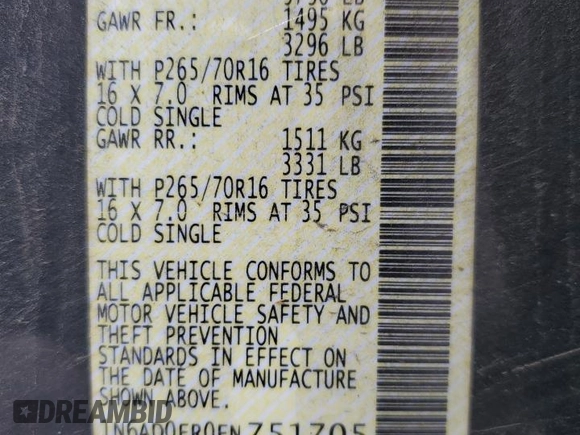 GAWR FR.: 1495 KG
3296 LB
WITH P265/70R16 TIRES
16 X 7.0 RIMS AT 35 PSI
COLD SINGLE
GAWR RR.: 1511 KG
3331 LB
WITH P265/70R16 TIRES
16 X 7.0 RIMS AT 35 PSI
COLD SINGLE
THIS VEHICLE CONFORMS TO
ALL APPLICABLE FEDERAL
MOTOR VEHICLE SAFETY AND
THEFT PREVENTION
STANDARDS IN EFFECT ON
THE DATE OF MANUFACTURE
SHOWN ABOVE.
DREAMBID